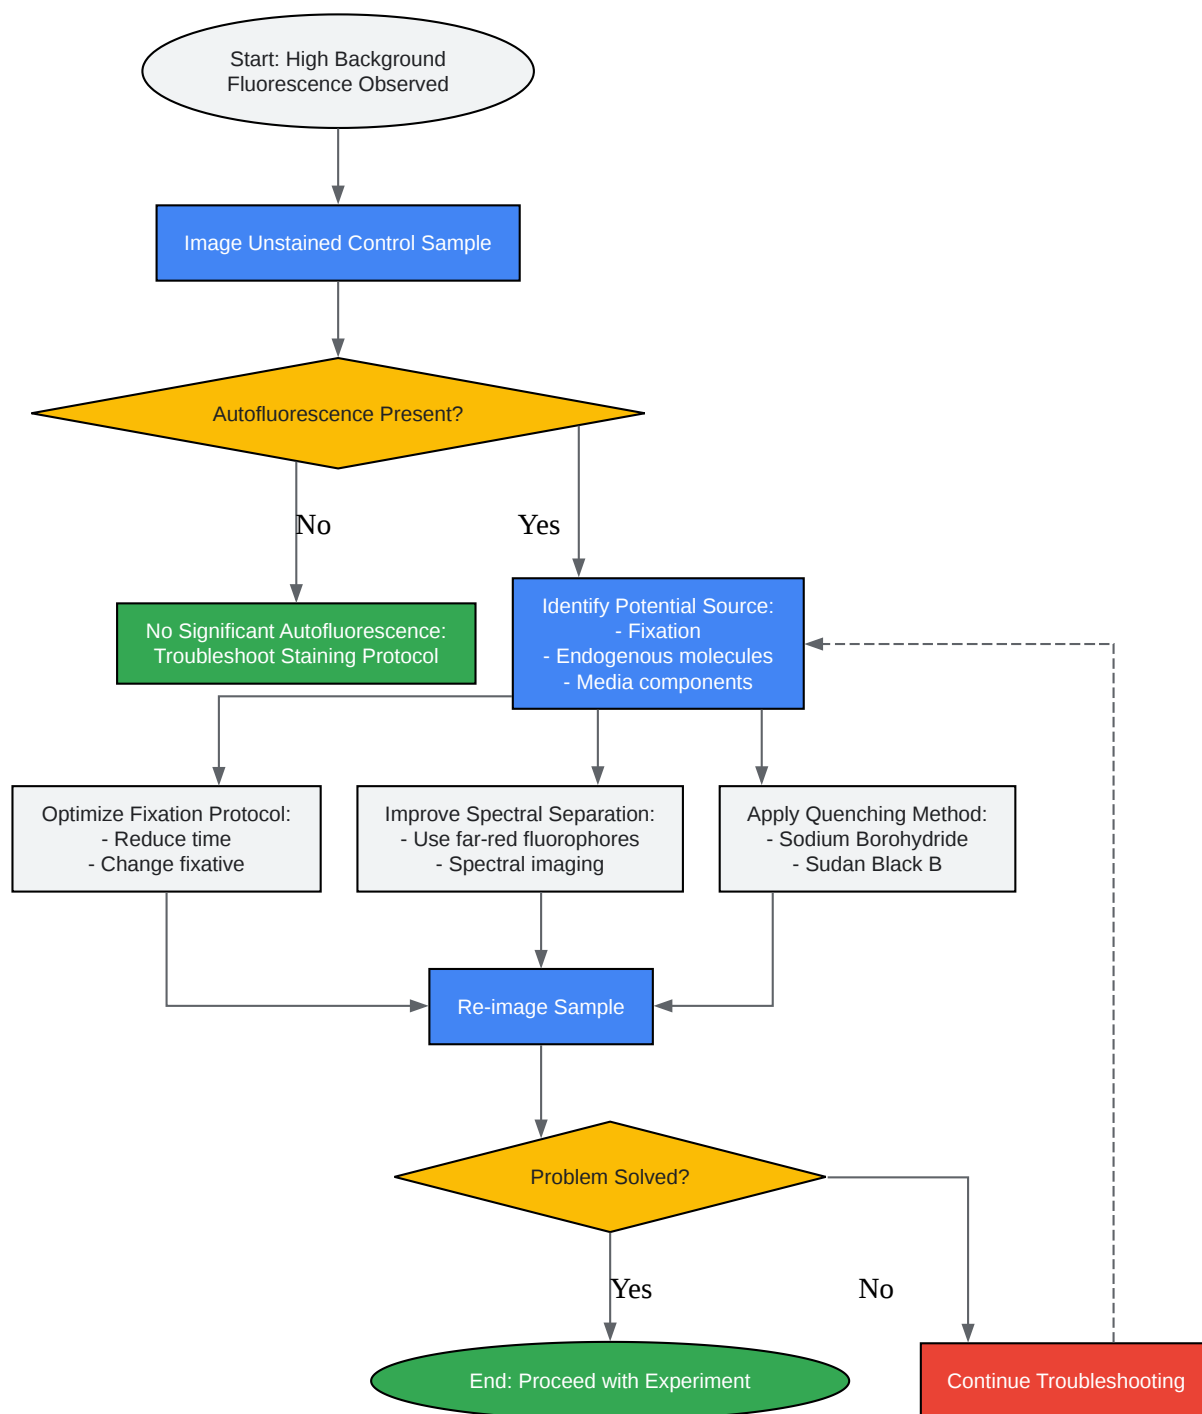 Start: High Background
Fluorescence Observed
Image Unstained Control Sample
Autofluorescence Present?
No
Yes
No Significant Autofluorescence:
Troubleshoot Staining Protocol
Identify Potential Source:
- Fixation
- Endogenous molecules
- Media components
Optimize Fixation Protocol:
- Reduce time
- Change fixative
Improve Spectral Separation:
- Use far-red fluorophores
- Spectral imaging
Apply Quenching Method:
- Sodium Borohydride
- Sudan Black B
Re-image Sample
Problem Solved?
Yes
No
End: Proceed with Experiment
Continue Troubleshooting